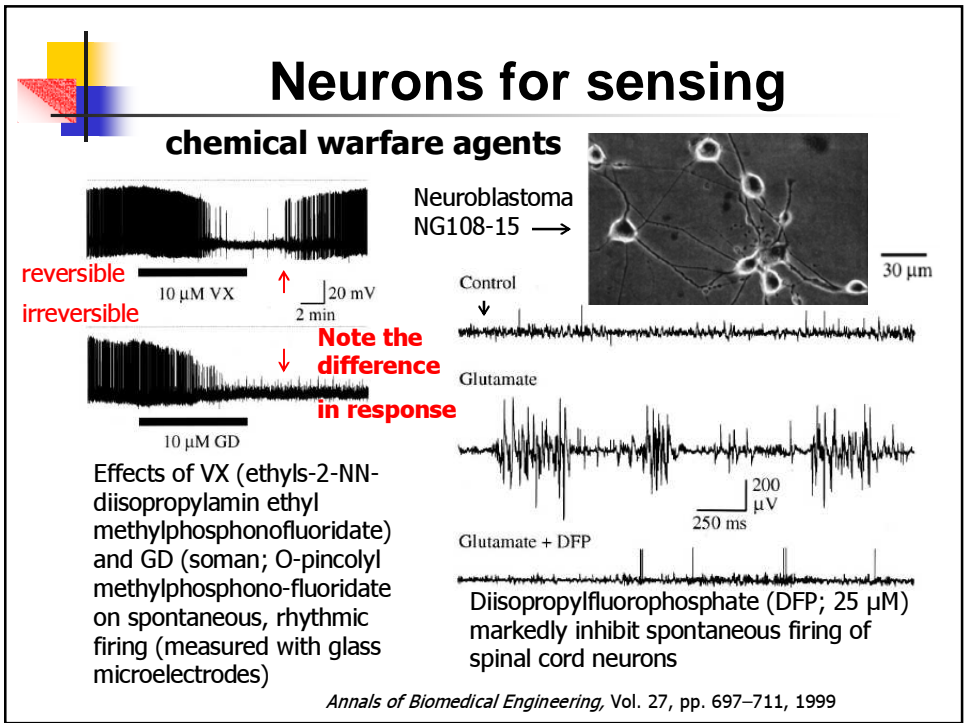 Neurons for sensing
chemical warfare agents
reversible
10 µM VX
20 mV
2 min
irreversible
Note the
difference
in response
10 µM GD
Effects of VX (ethyls-2-NN-
diisopropylamin ethyl
methylphosphonofluoridate)
and GD (soman; O-pincolyl
methylphosphono-fluoridate
on spontaneous, rhythmic
firing (measured with glass
microelectrodes)
Neuroblastoma
NG108-15
30 µm
Control
Glutamate
200
µV
250 ms
Glutamate + DFP
Diisopropylfluorophosphate (DFP; 25 µM)
markedly inhibit spontaneous firing of
spinal cord neurons
Annals of Biomedical Engineering, Vol. 27, pp. 697–711, 1999